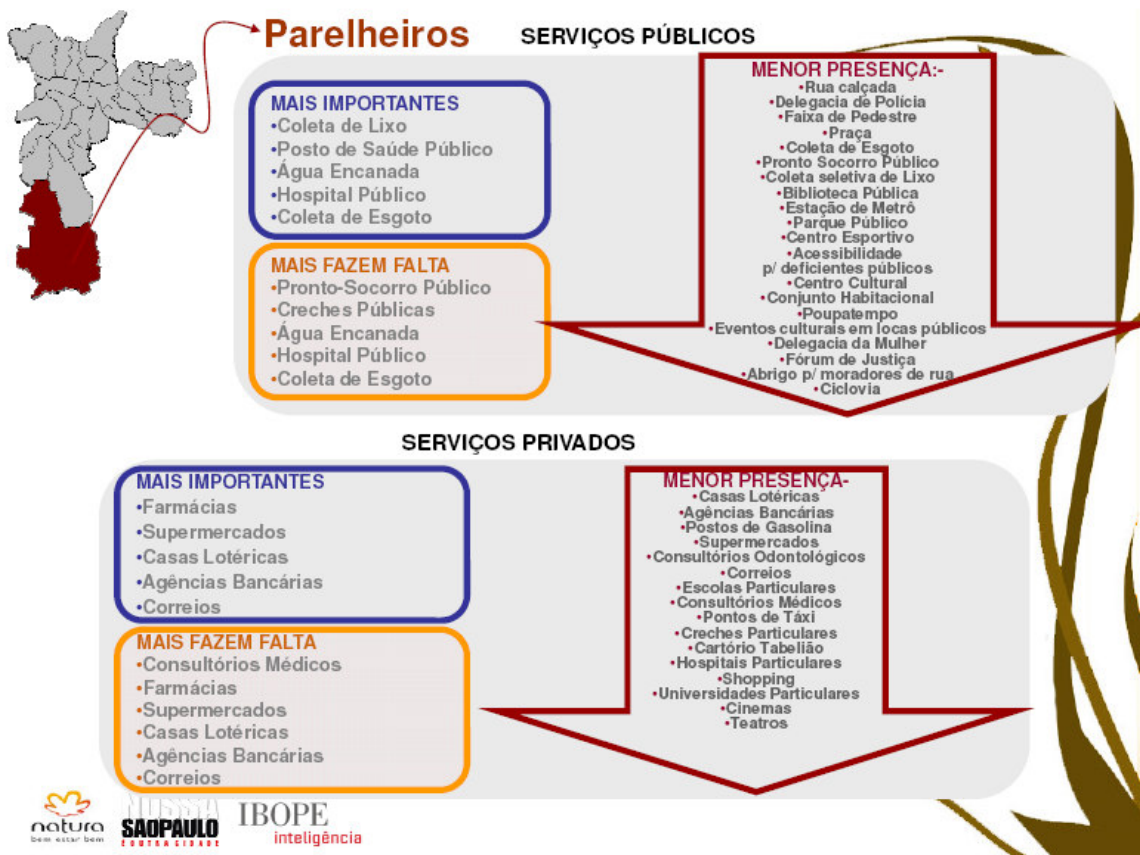 Parelheiros
SERVIÇOS PÚBLICOS
MAIS IMPORTANTES
•Coleta de Lixo
•Posto de Saúde Público
•Água Encanada
•Hospital Público
•Coleta de Esgoto
MAIS FAZEM FALTA
•Pronto-Socorro Público
•Creches Públicas
•Água Encanada
•Hospital Público
•Coleta de Esgoto
MENOR PRESENÇA:-
•Rua calçada
•Delegacia de Polícia
•Faixa de Pedestre
•Praça
•Coleta de Esgoto
•Pronto Socorro Público
•Coleta seletiva de Lixo
•Biblioteca Pública
•Estação de Metrô
•Parque Público
•Centro Esportivo
•Acessibilidade
p/ deficientes públicos
•Centro Cultural
•Conjunto Habitacional
•Poupatempo
•Eventos culturais em locas públicos
•Delegacia da Mulher
•Fórum de Justiça
•Abrigo p/ moradores de rua
•Ciclovia
SERVIÇOS PRIVADOS
MAIS IMPORTANTES
•Farmácias
•Supermercados
•Casas Lotéricas
•Agências Bancárias
•Correios
MAIS FAZEM FALTA
•Consultórios Médicos
•Farmácias
•Supermercados
•Casas Lotéricas
•Agências Bancárias
•Correios
MENOR PRESENÇA-
•Casas Lotéricas
•Agências Bancárias
•Postos de Gasolina
•Supermercados
•Consultórios Odontológicos
•Correios
•Escolas Particulares
•Consultórios Médicos
•Pontos de Táxi
•Creches Particulares
•Cartório Tabelião
•Hospitais Particulares
•Shopping
•Universidades Particulares
•Cinemas
•Teatros
natura
bem estar bem
NOSSA
SAOPAULO
OUTRA CIDADE
IBOPE
inteligência